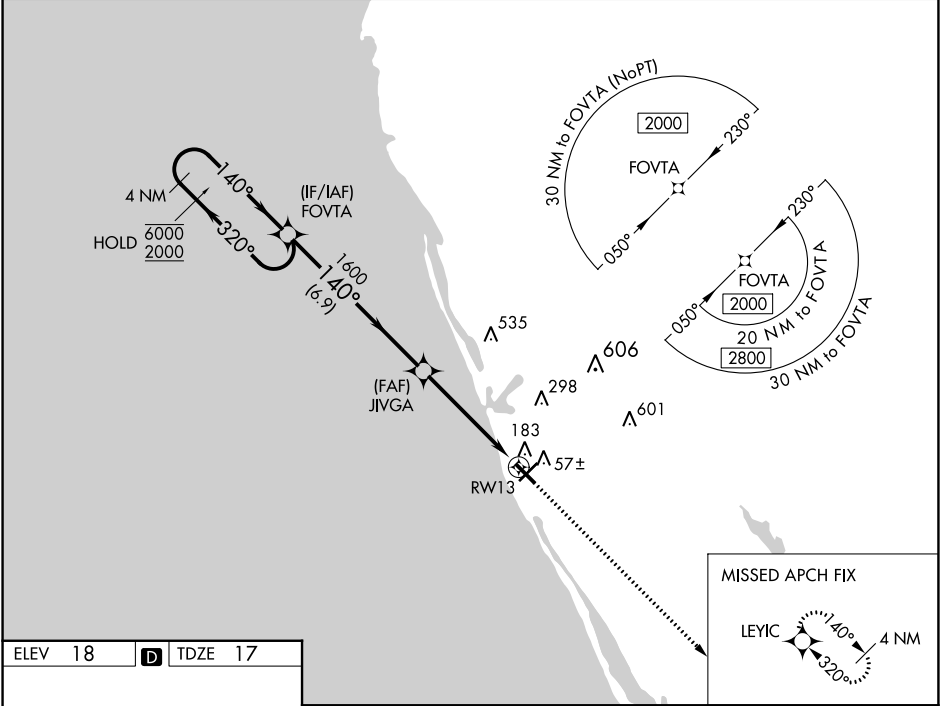 30 NM to FOVTA (NoPT)
2000
230°
FOVTA
050°
230°
FOVTA
2000
050°
20 NM to FOVTA
2800
30 NM to FOVTA
140°
4 NM
HOLD
6000
2000
320°
(IF/IAF)
FOVTA
1600
140°
(6.9)
535
606
298
601
(FAF)
JIVGA
183
57±
RW13
MISSED APCH FIX
LEYIC
140°
4 NM
320°
ELEV 18
D
TDZE 17